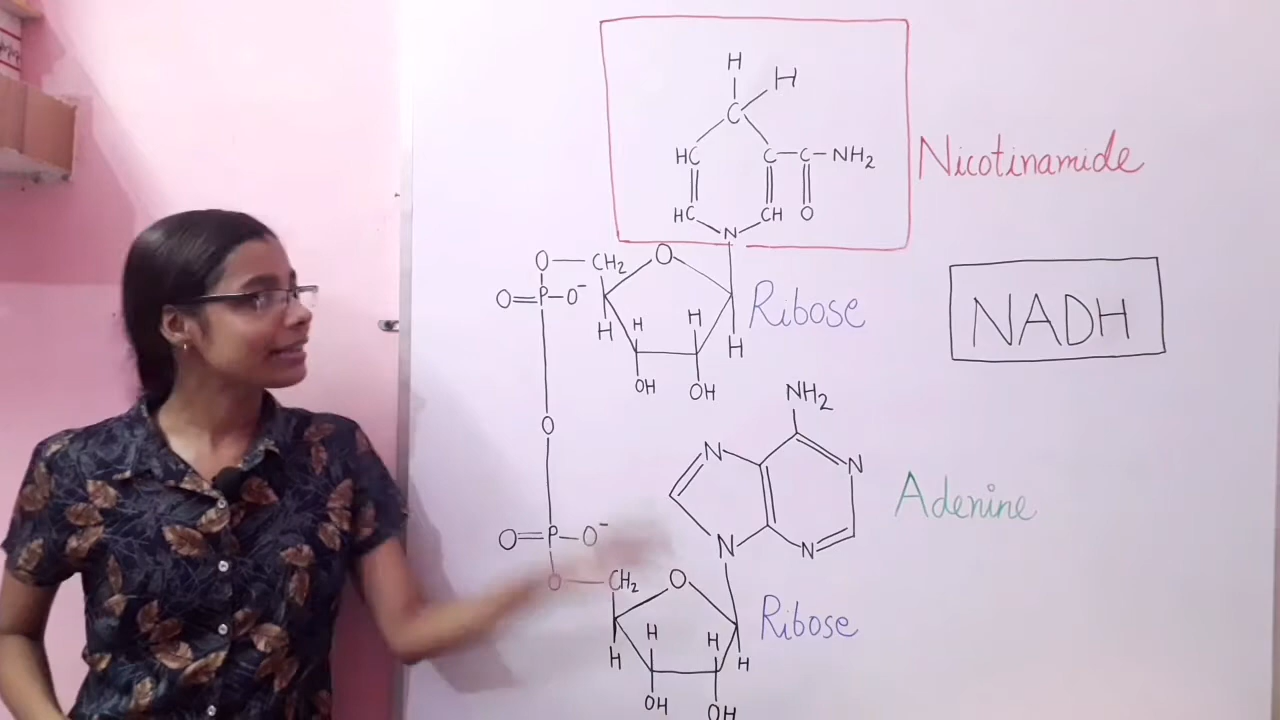 H
H
C
HC C C NH₂
HC CH O
N
Nicotinamide
O CH₂ O
O=P–O⁻
Ribose
NADH
H H H H
OH OH
NH₂
O
N N
Adenine
O=P–O⁻ N N
O CH₂ O
Ribose
H H H H
OH OH